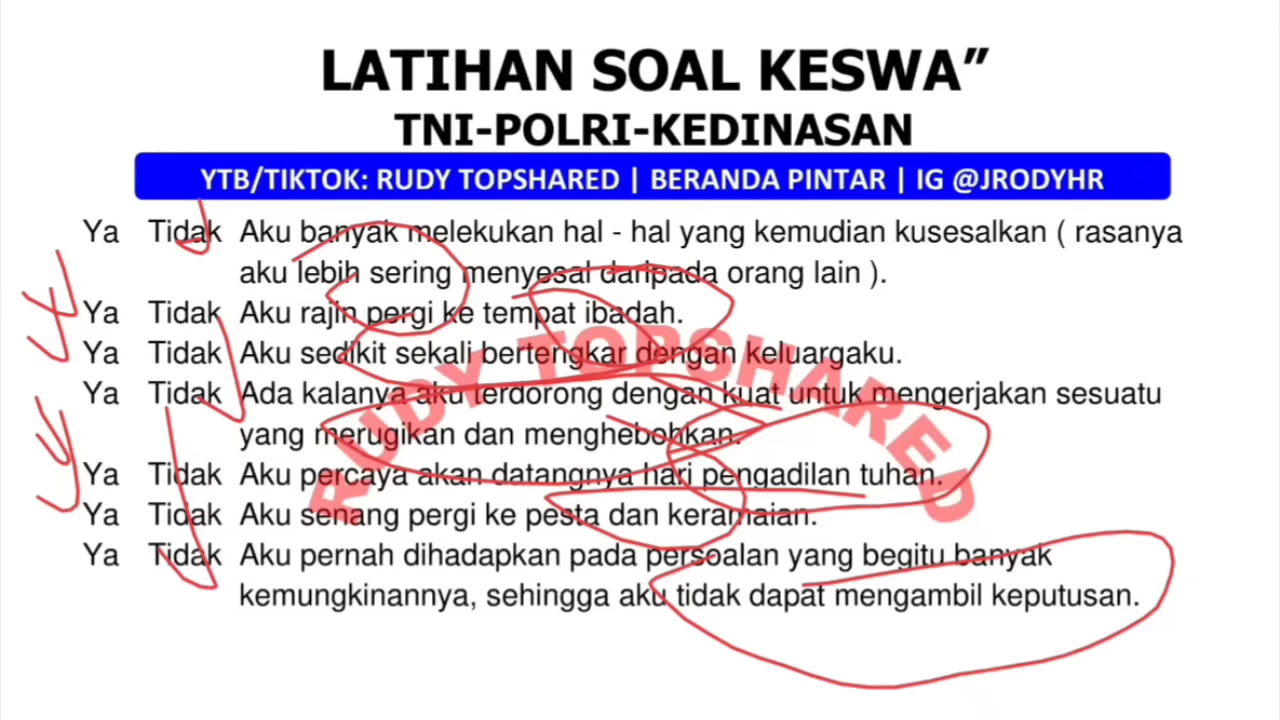 LATIHAN SOAL KESWA”
TNI-POLRI-KEDINASAN
YTB/TIKTOK: RUDY TOPSHARED | BERANDA PINTAR | IG @JRODYHR
Ya Tidak Aku banyak melekukan hal - hal yang kemudian kusesalkan ( rasanya
aku lebih sering menyesal daripada orang lain ).
Ya Tidak Aku rajin pergi ke tempat ibadah.
Ya Tidak Aku sedikit sekali bertengkar dengan keluargaku.
Ya Tidak Ada kalanya aku terdorong dengan kuat untuk mengerjakan sesuatu
yang merugikan dan menghebohkan.
Ya Tidak Aku percaya akan datangnya hari pengadilan tuhan.
Ya Tidak Aku senang pergi ke pesta dan keramaian.
Ya Tidak Aku pernah dihadapkan pada persoalan yang begitu banyak
kemungkinannya, sehingga aku tidak dapat mengambil keputusan.
RUDY TOPSHARED